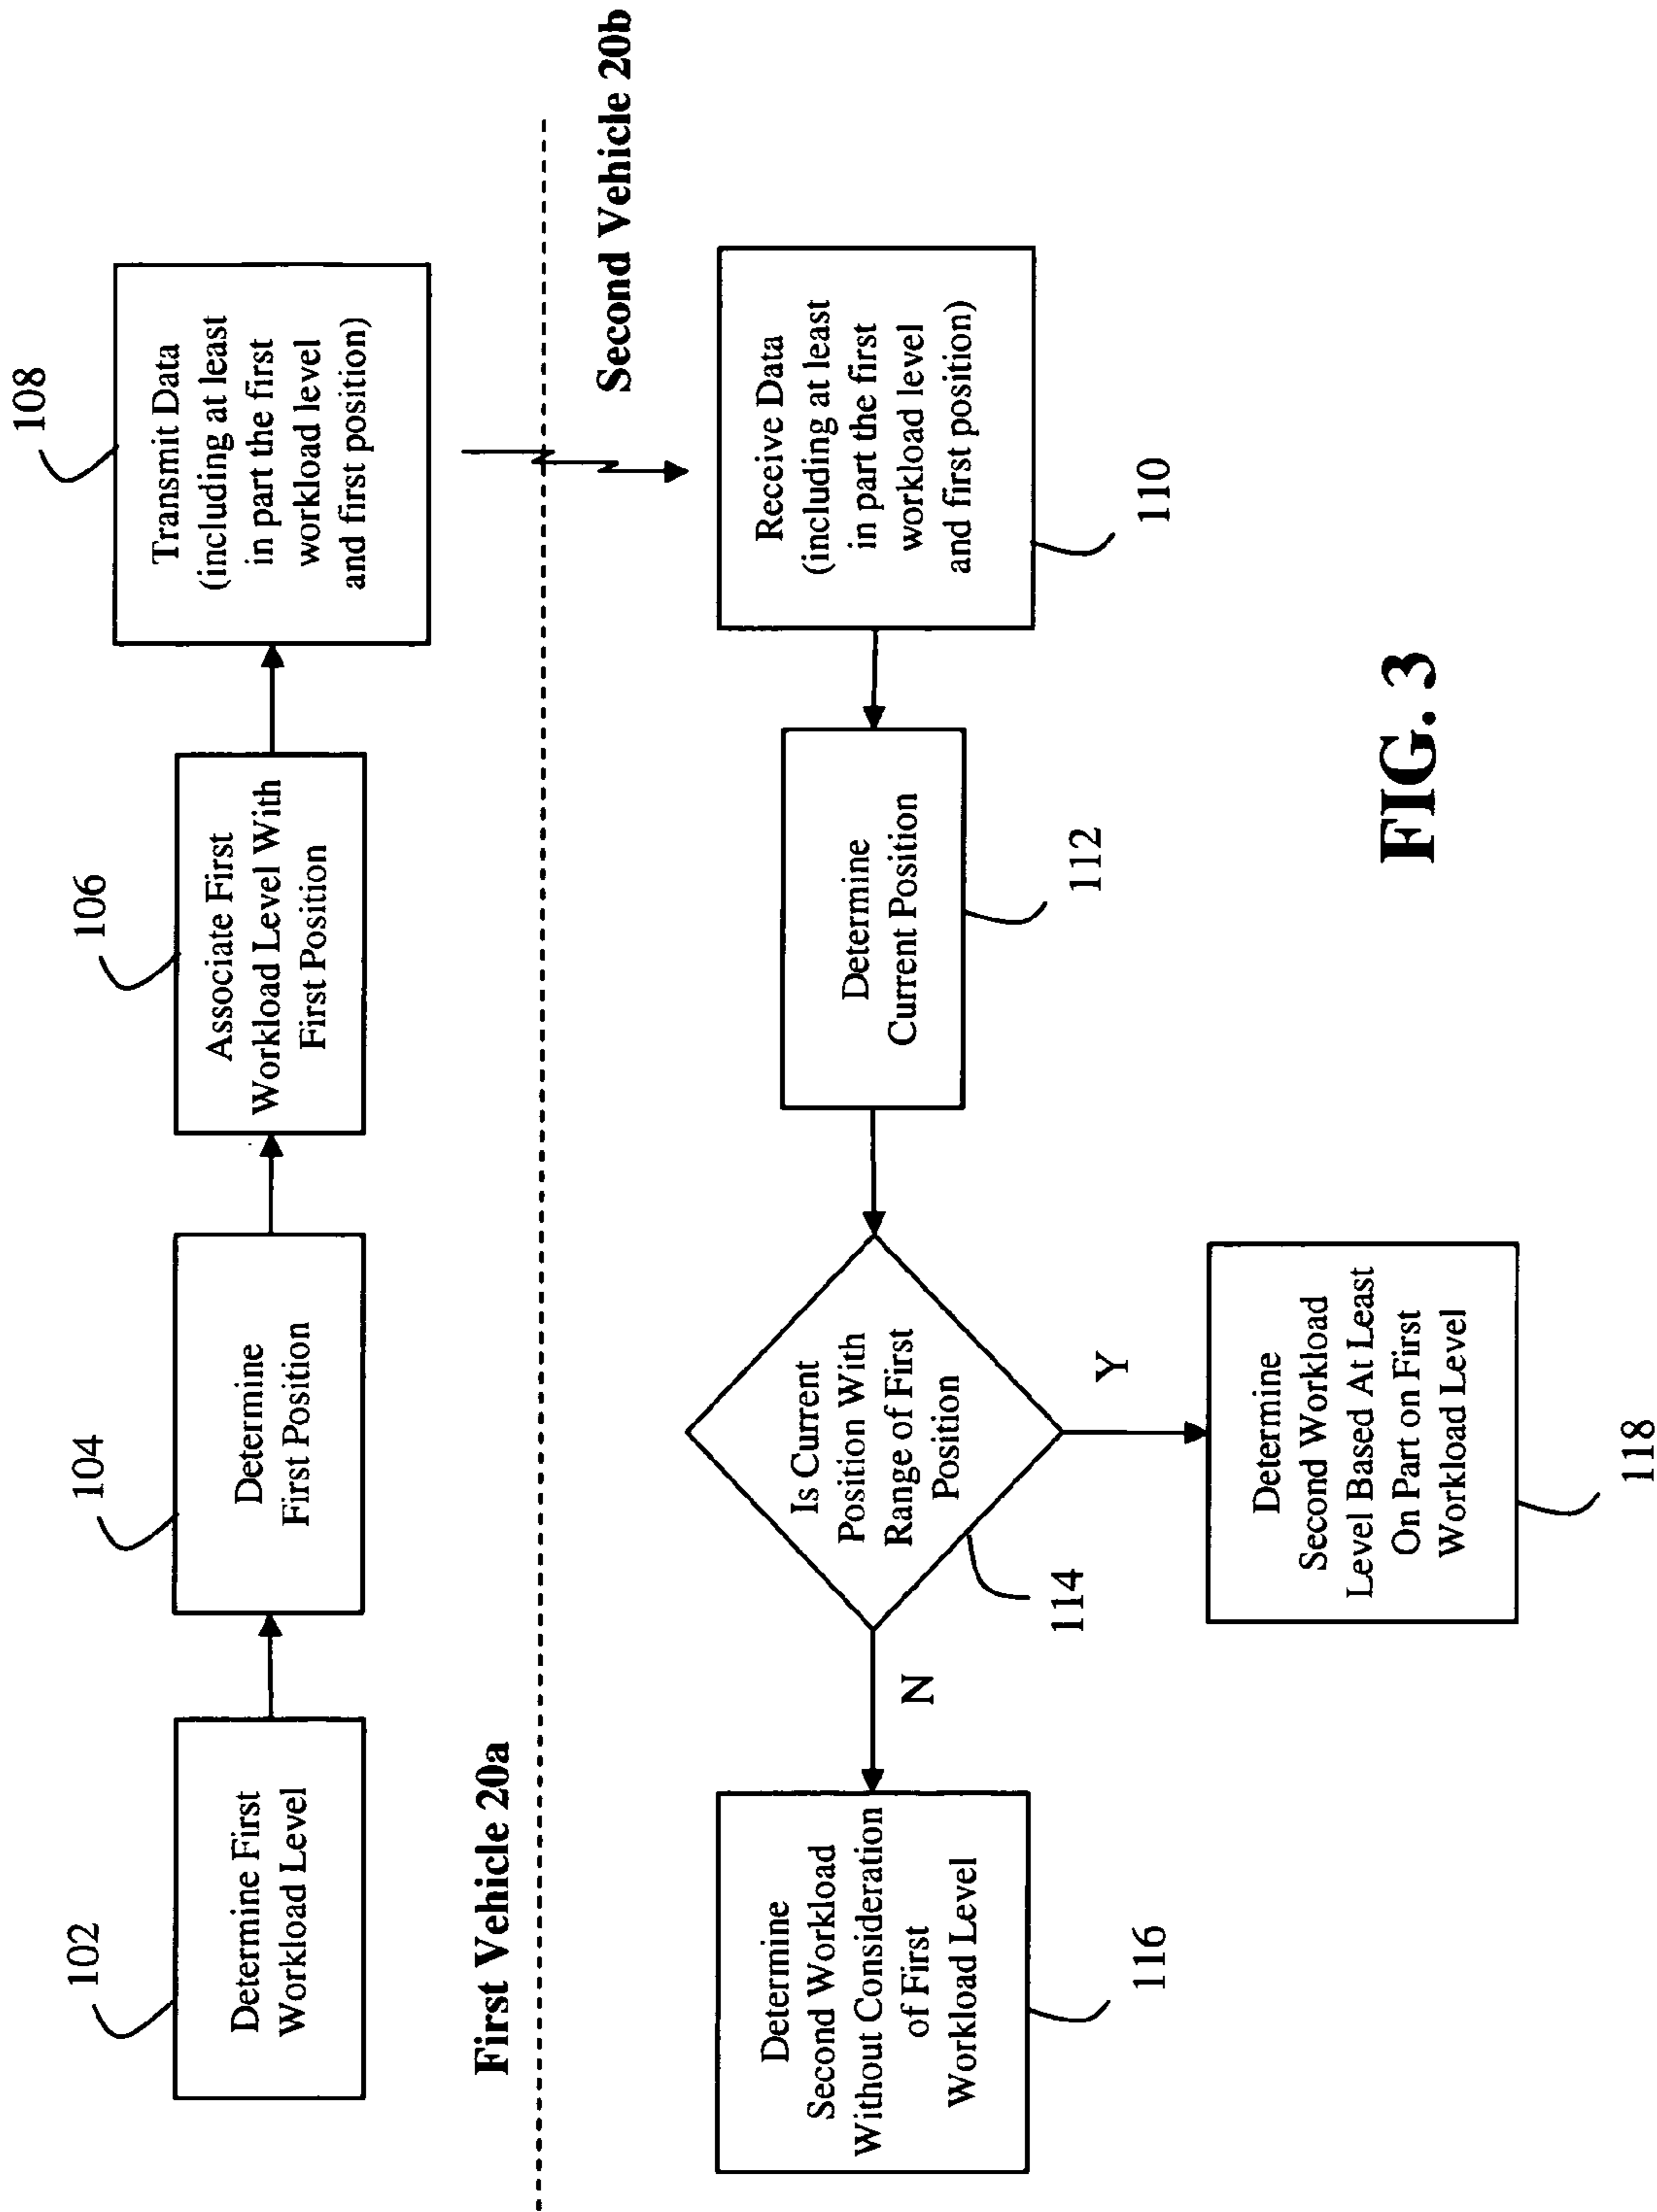 102
Determine First
Workload Level
104
Determine
First Position
106
Associate First
Workload Level With
First Position
108
Transmit Data
(including at least
in part the first
workload level
and first position)
First Vehicle 20a
Second Vehicle 20b
Receive Data
(including at least
in part the first
workload level
and first position)
110
Determine
Current Position
112
Is Current
Position With
Range of First
Position
114
N
Y
Determine
Second Workload
Without Consideration
of First
Workload Level
116
Determine
Second Workload
Level Based At Least
On Part on First
Workload Level
118
FIG. 3